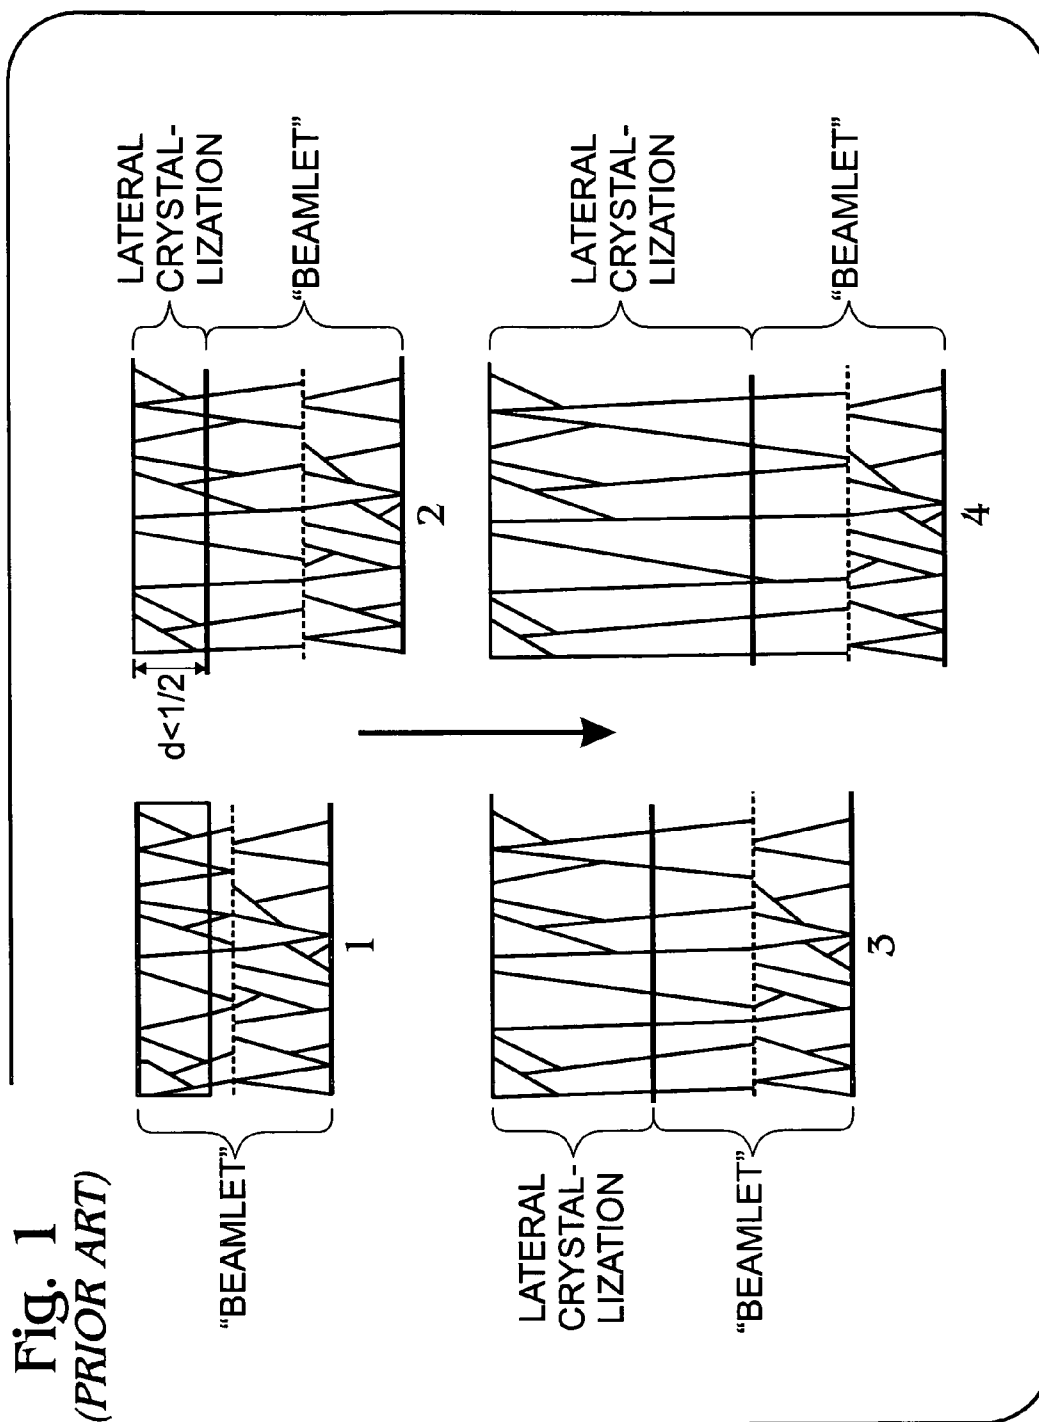 Fig. 1
(PRIOR ART)
"BEAMLET"
1
d<1/2
LATERAL
CRYSTAL-
LIZATION
"BEAMLET"
2
LATERAL
CRYSTAL-
LIZATION
"BEAMLET"
3
LATERAL
CRYSTAL-
LIZATION
"BEAMLET"
4